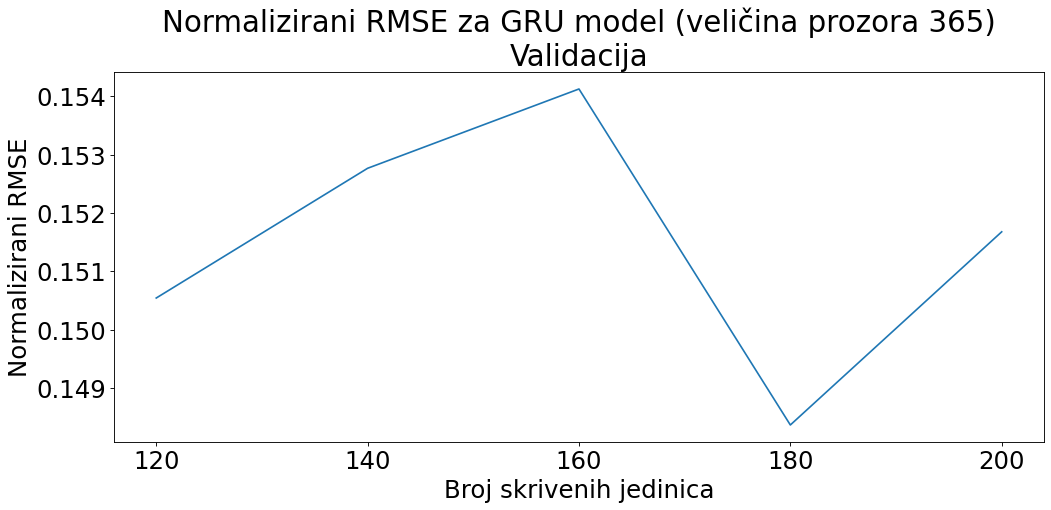 Normalizirani RMSE za GRU model (veličina prozora 365)
Validacija
Normalizirani RMSE
0.154
0.153
0.152
0.151
0.150
0.149
120 140 160 180 200
Broj skrivenih jedinica